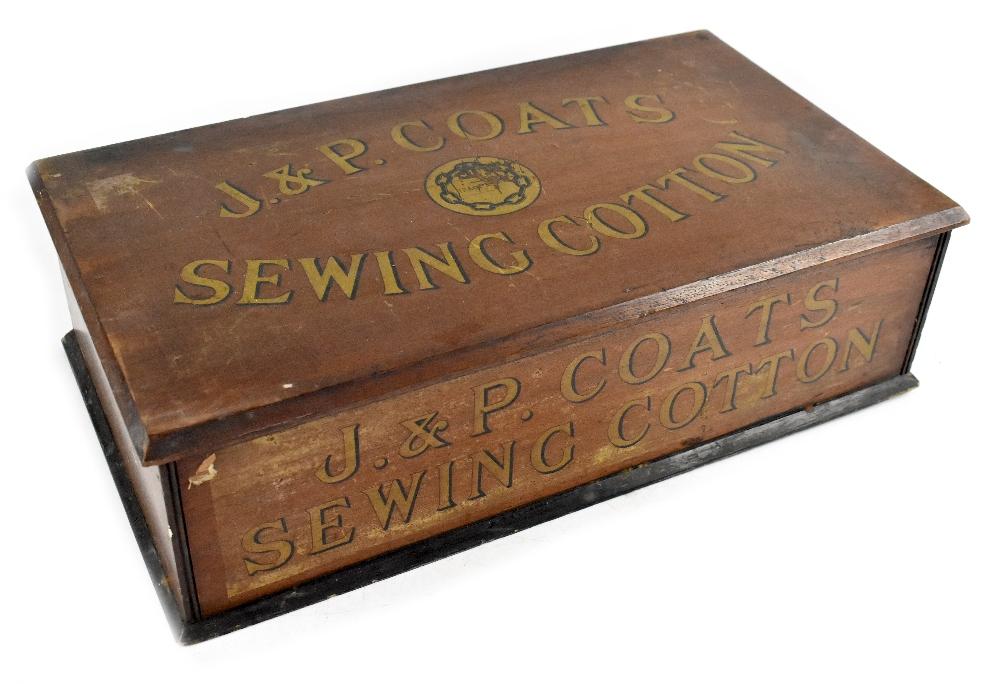 J. & P. COATS
SEWING COTTON
J. & P. COATS
SEWING COTTON